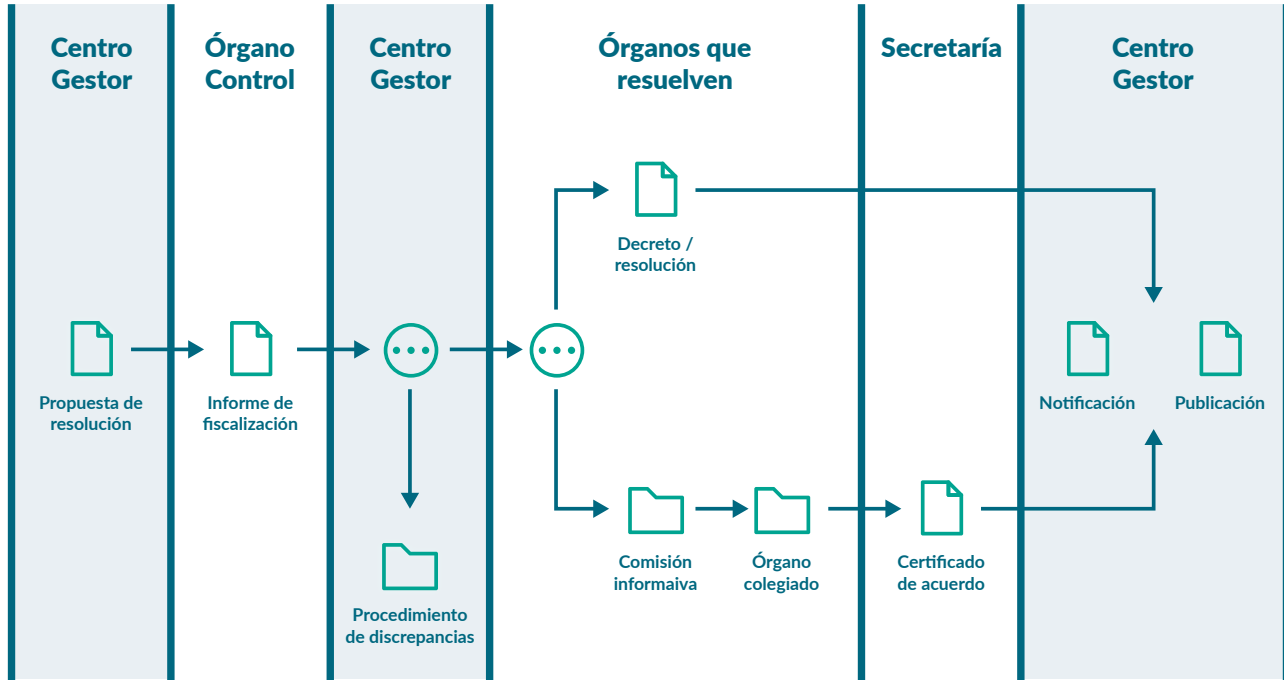 Centro
Gestor
Órgano
Control
Centro
Gestor
Órganos que
resuelven
Secretaría
Centro
Gestor
Decreto /
resolución
Propuesta de
resolución
Informe de
fiscalización
Notificación
Publicación
Comisión
informaiva
Órgano
colegiado
Certificado
de acuerdo
Procedimiento
de discrepancias